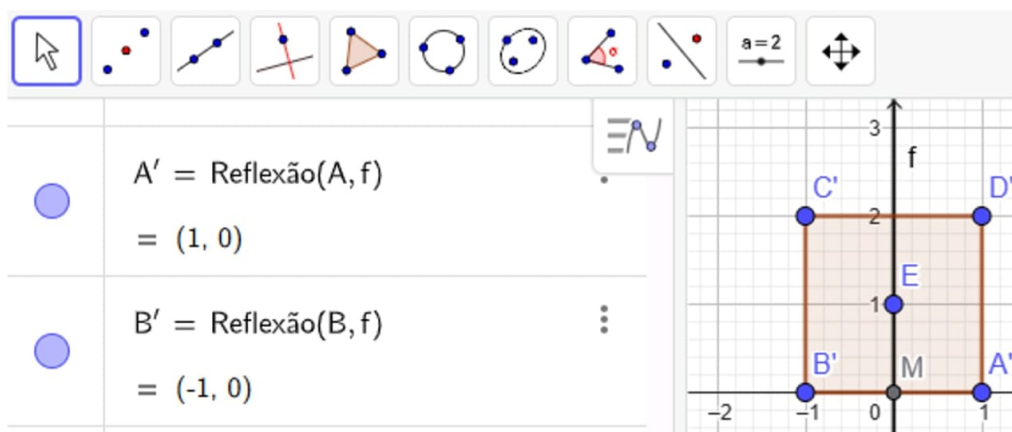 a=2
α
A′ = Reflexão(A, f)
= (1, 0)
B′ = Reflexão(B, f)
= (-1, 0)
3
f
C'
D'
2
E
1
B'
M
A'
−2
−1
0
1